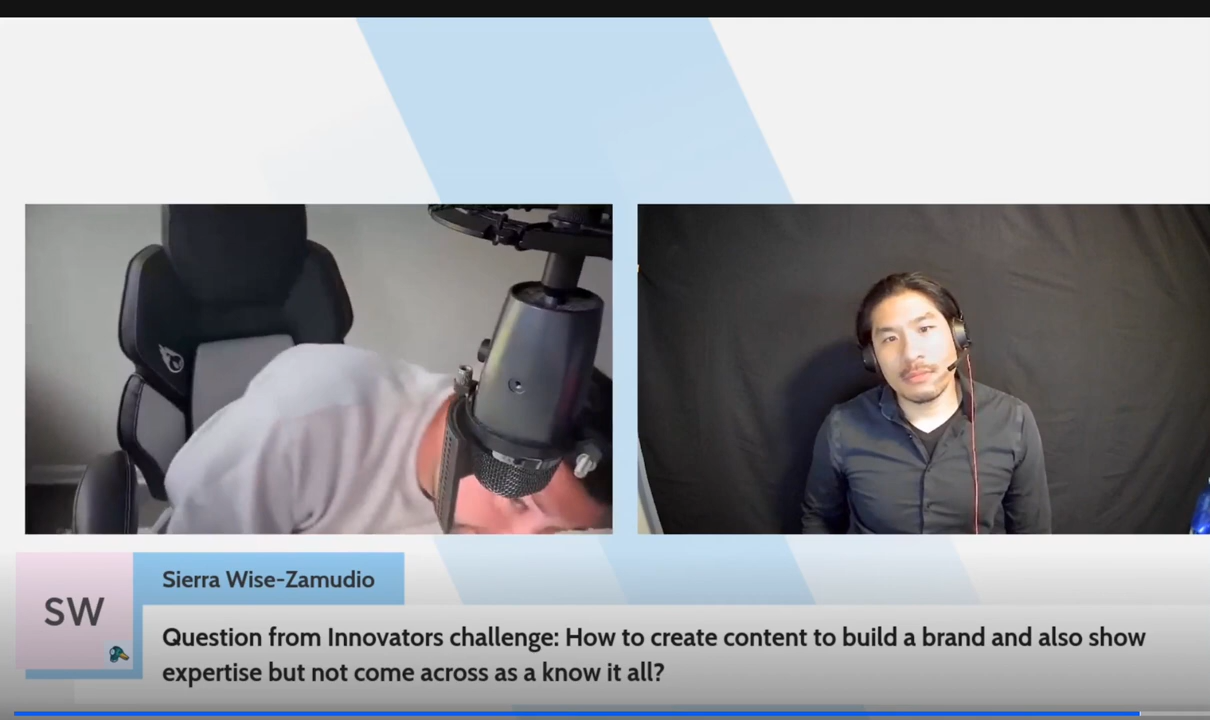 Sierra Wise-Zamudio
SW
Question from Innovators challenge: How to create content to build a brand and also show
expertise but not come across as a know it all?